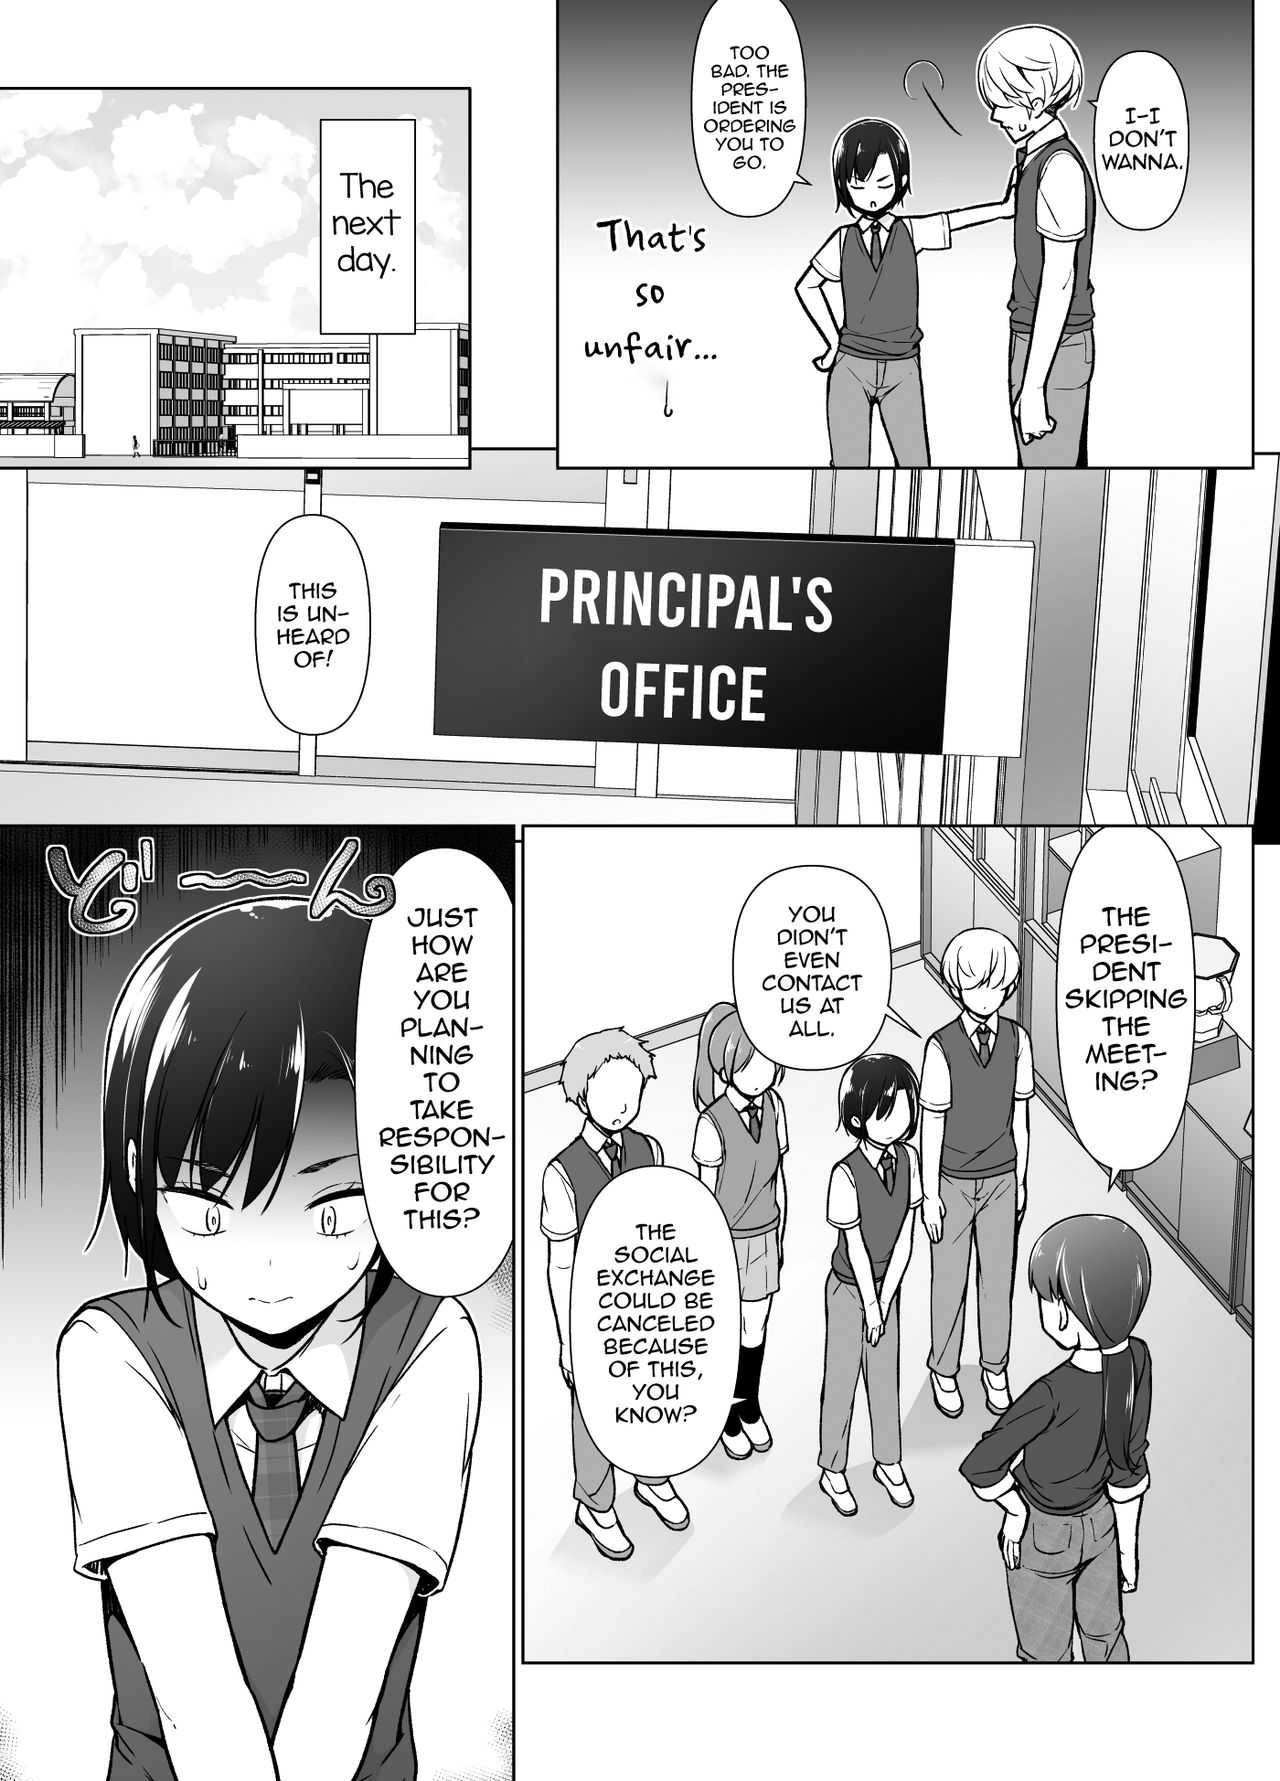 I-I
DON'T
WANNA.
TOO
BAD. THE
PRES-
IDENT IS
ORDERING
YOU TO
GO.
That's
so
unfair...
The
next
day.
PRINCIPAL'S
OFFICE
THIS
IS UN-
HEARD
OF!
THE
PRESI-
DENT
SKIPPING
THE
MEET-
ING?
YOU
DIDN'T
EVEN
CONTACT
US AT
ALL.
THE
SOCIAL
EXCHANGE
COULD BE
CANCELED
BECAUSE
OF THIS,
YOU
KNOW?
どーん
JUST
HOW
ARE
YOU
PLAN-
NING
TO
TAKE
RESPON-
SIBILITY
FOR
THIS?